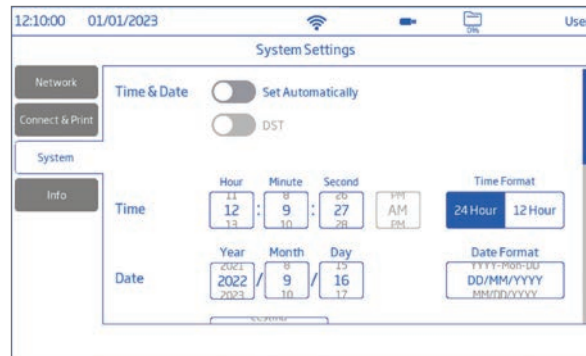 12:10:00 01/01/2023 0% Use
System Settings
Network
Connect & Print
System
Info
Time & Date Set Automatically
DST
Hour Minute Second Time Format
11 8 26 PM
Time 12 : 9 : 27 AM 24 Hour 12 Hour
13 10 28 PM
Year Month Day Date Format
2021 8 15 YYYY-Mon-DD
Date 2022 / 9 / 16 DD/MM/YYYY
2023 10 17 MM/DD/YYYY